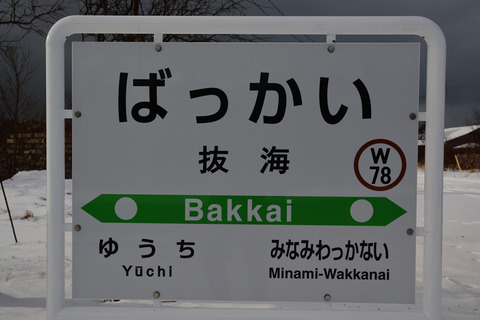 ばっかい
抜海
W
78
Bakkai
ゆうち
Yūchi
みなみわっかない
Minami-Wakkanai